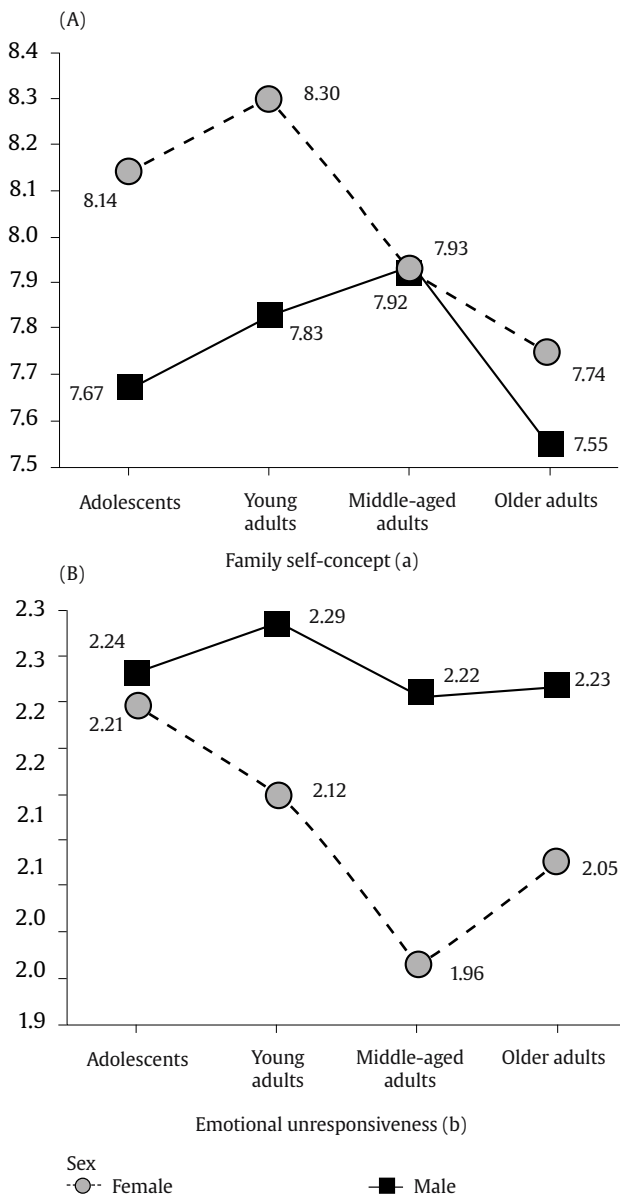 (A)
8.4
8.3
8.2
8.1
8.0
7.9
7.8
7.7
7.6
7.5
8.14
8.30
7.93
7.92
7.83
7.67
7.74
7.55
Adolescents
Young
adults
Middle-aged
adults
Older adults
Family self-concept (a)
(B)
2.3
2.3
2.2
2.2
2.1
2.1
2.0
2.0
1.9
2.24
2.29
2.22
2.23
2.21
2.12
2.05
1.96
Adolescents
Young
adults
Middle-aged
adults
Older adults
Emotional unresponsiveness (b)
Sex
Female
Male